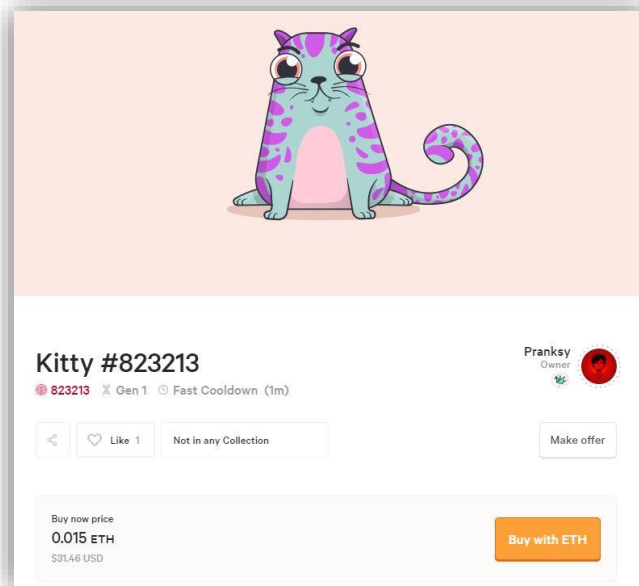 Kitty #823213
Pranksy
Owner
823213 Gen 1 Fast Cooldown (1m)
Like 1
Not in any Collection
Make offer
Buy now price
0.015 ETH
$31.46 USD
Buy with ETH